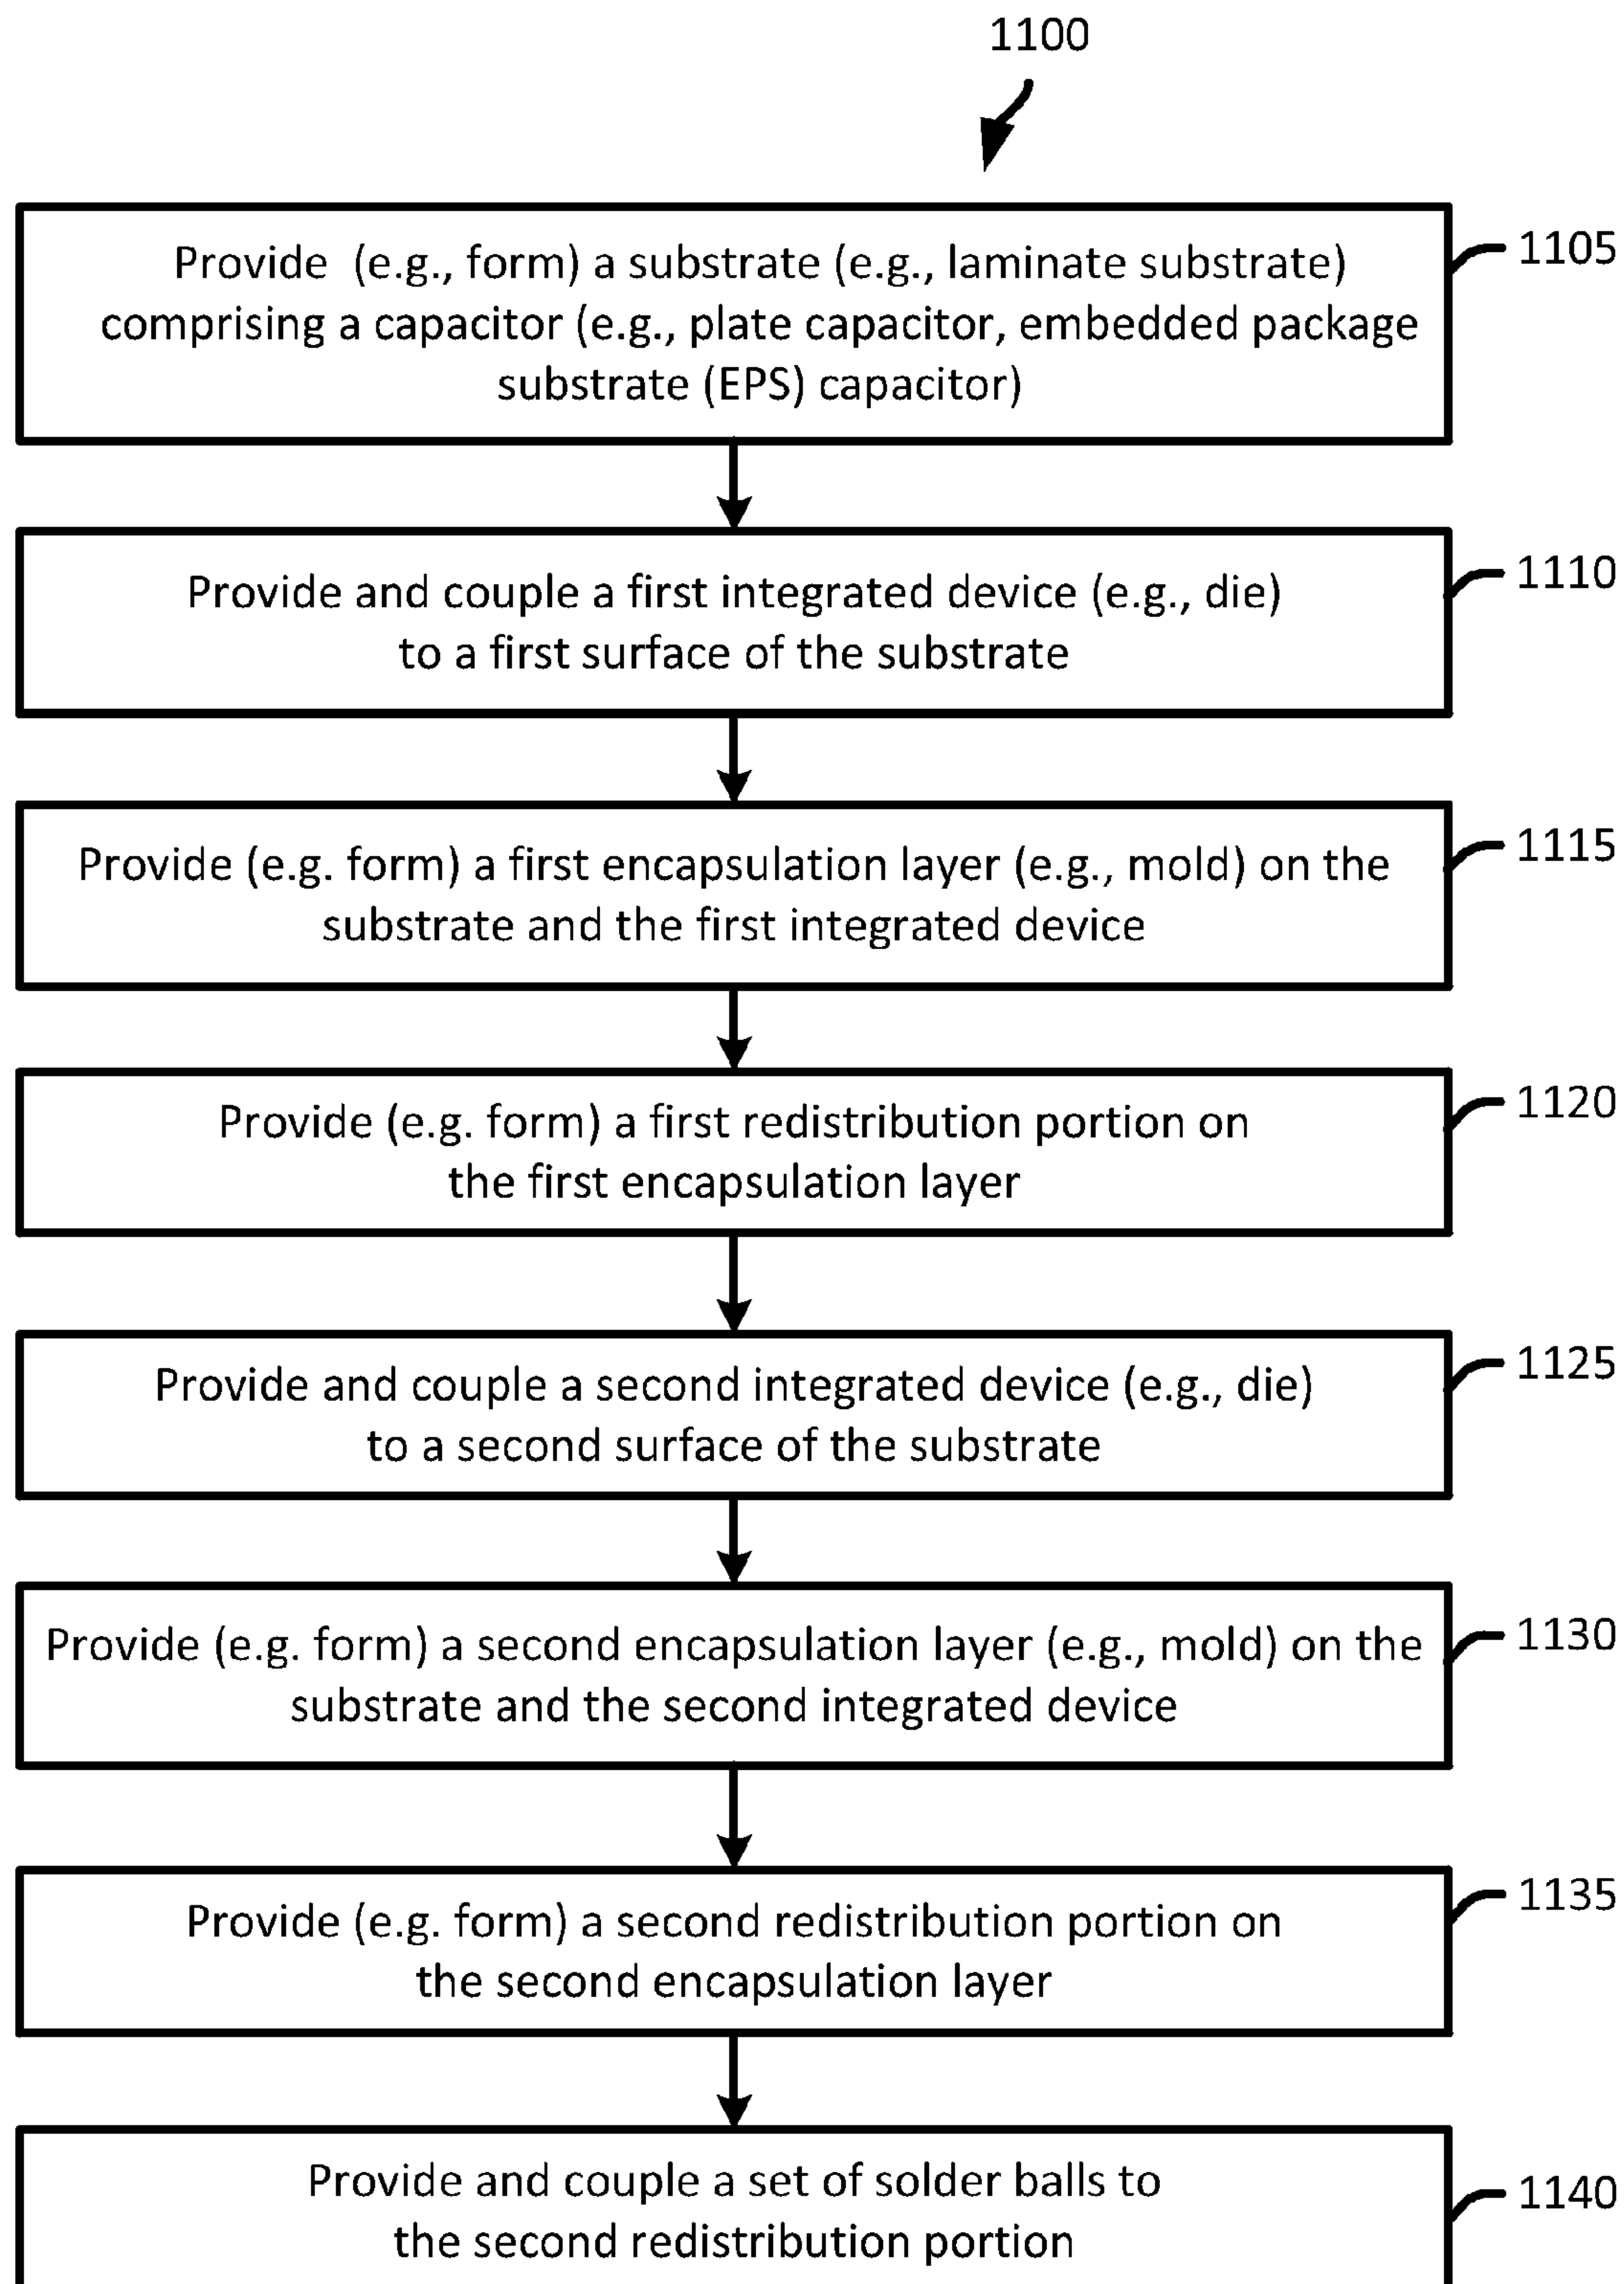 1100
Provide (e.g., form) a substrate (e.g., laminate substrate)
comprising a capacitor (e.g., plate capacitor, embedded package
substrate (EPS) capacitor)
1105
Provide and couple a first integrated device (e.g., die)
to a first surface of the substrate
1110
Provide (e.g. form) a first encapsulation layer (e.g., mold) on the
substrate and the first integrated device
1115
Provide (e.g. form) a first redistribution portion on
the first encapsulation layer
1120
Provide and couple a second integrated device (e.g., die)
to a second surface of the substrate
1125
Provide (e.g. form) a second encapsulation layer (e.g., mold) on the
substrate and the second integrated device
1130
Provide (e.g. form) a second redistribution portion on
the second encapsulation layer
1135
Provide and couple a set of solder balls to
the second redistribution portion
1140